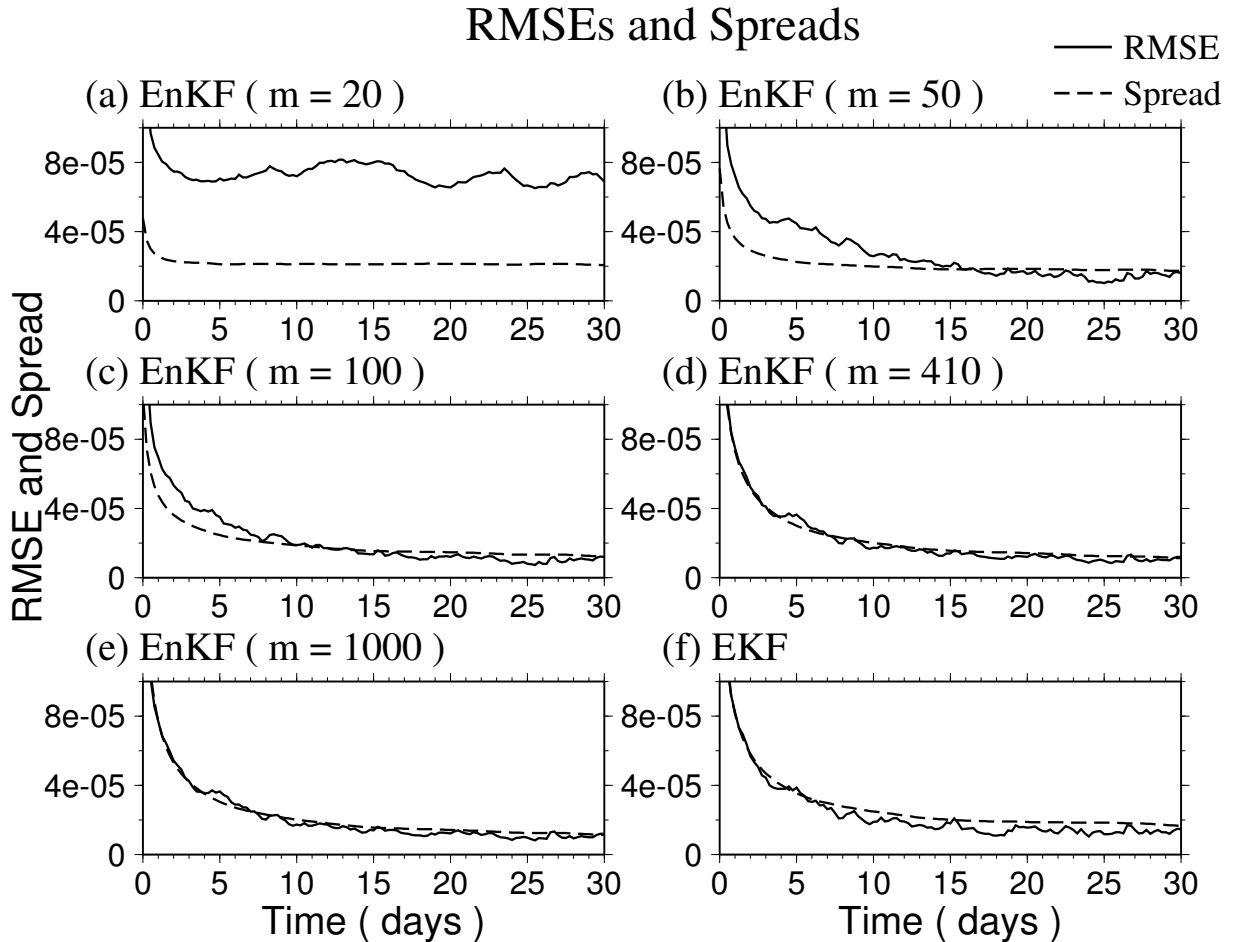 RMSEs and Spreads
RMSE
Spread
(a) EnKF ( m = 20 )
8e-05
4e-05
0
0 5 10 15 20 25 30
(b) EnKF ( m = 50 )
8e-05
4e-05
0
0 5 10 15 20 25 30
(c) EnKF ( m = 100 )
8e-05
4e-05
0
0 5 10 15 20 25 30
(d) EnKF ( m = 410 )
8e-05
4e-05
0
0 5 10 15 20 25 30
(e) EnKF ( m = 1000 )
8e-05
4e-05
0
0 5 10 15 20 25 30
(f) EKF
8e-05
4e-05
0
0 5 10 15 20 25 30
RMSE and Spread
Time ( days )
Time ( days )